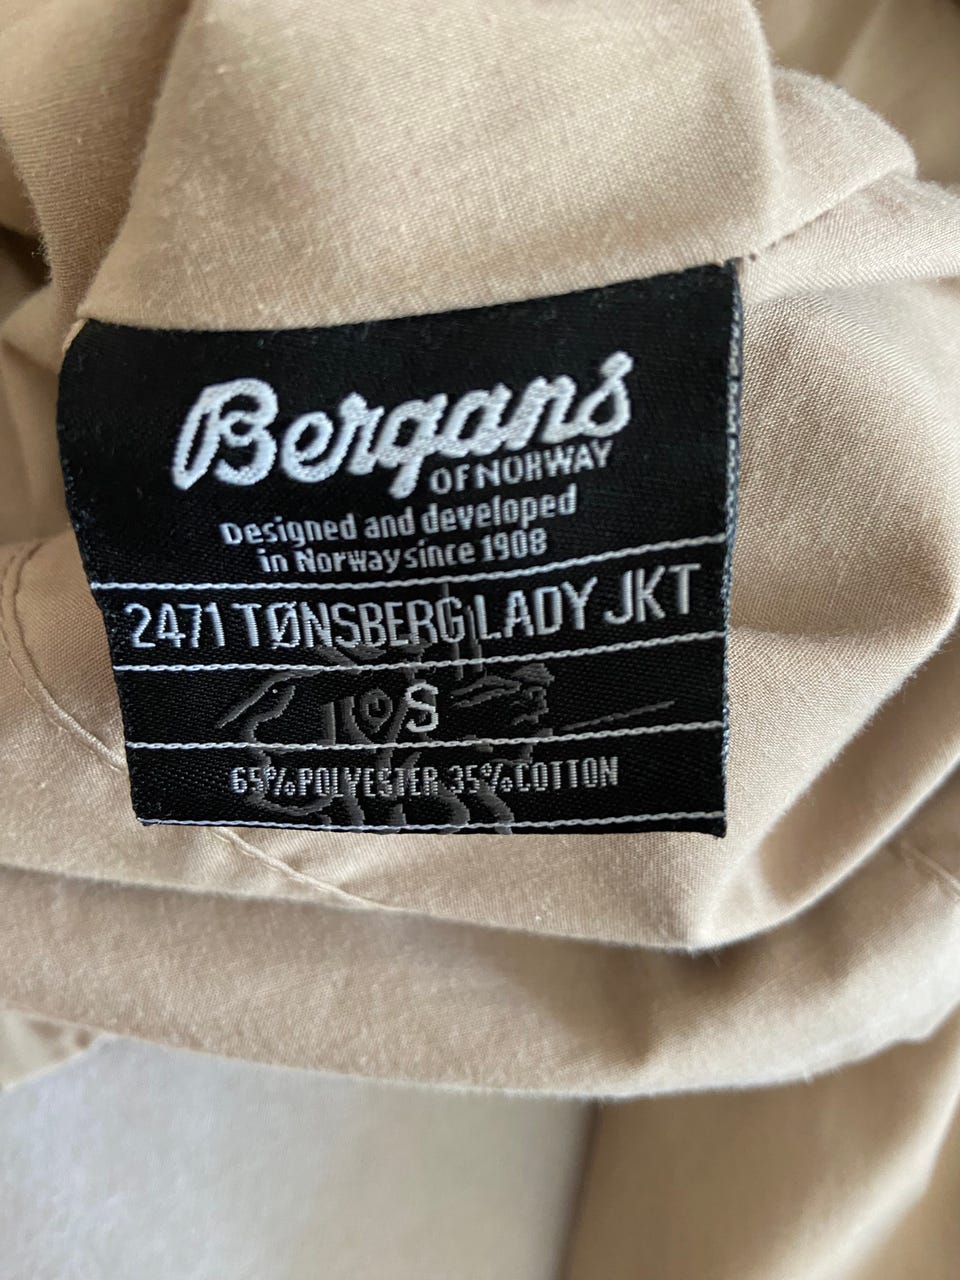 Bergans
OF NORWAY
Designed and developed
in Norway since 1908
2471 TØNSBERG LADY JKT
S
65% POLYESTER 35% COTTON